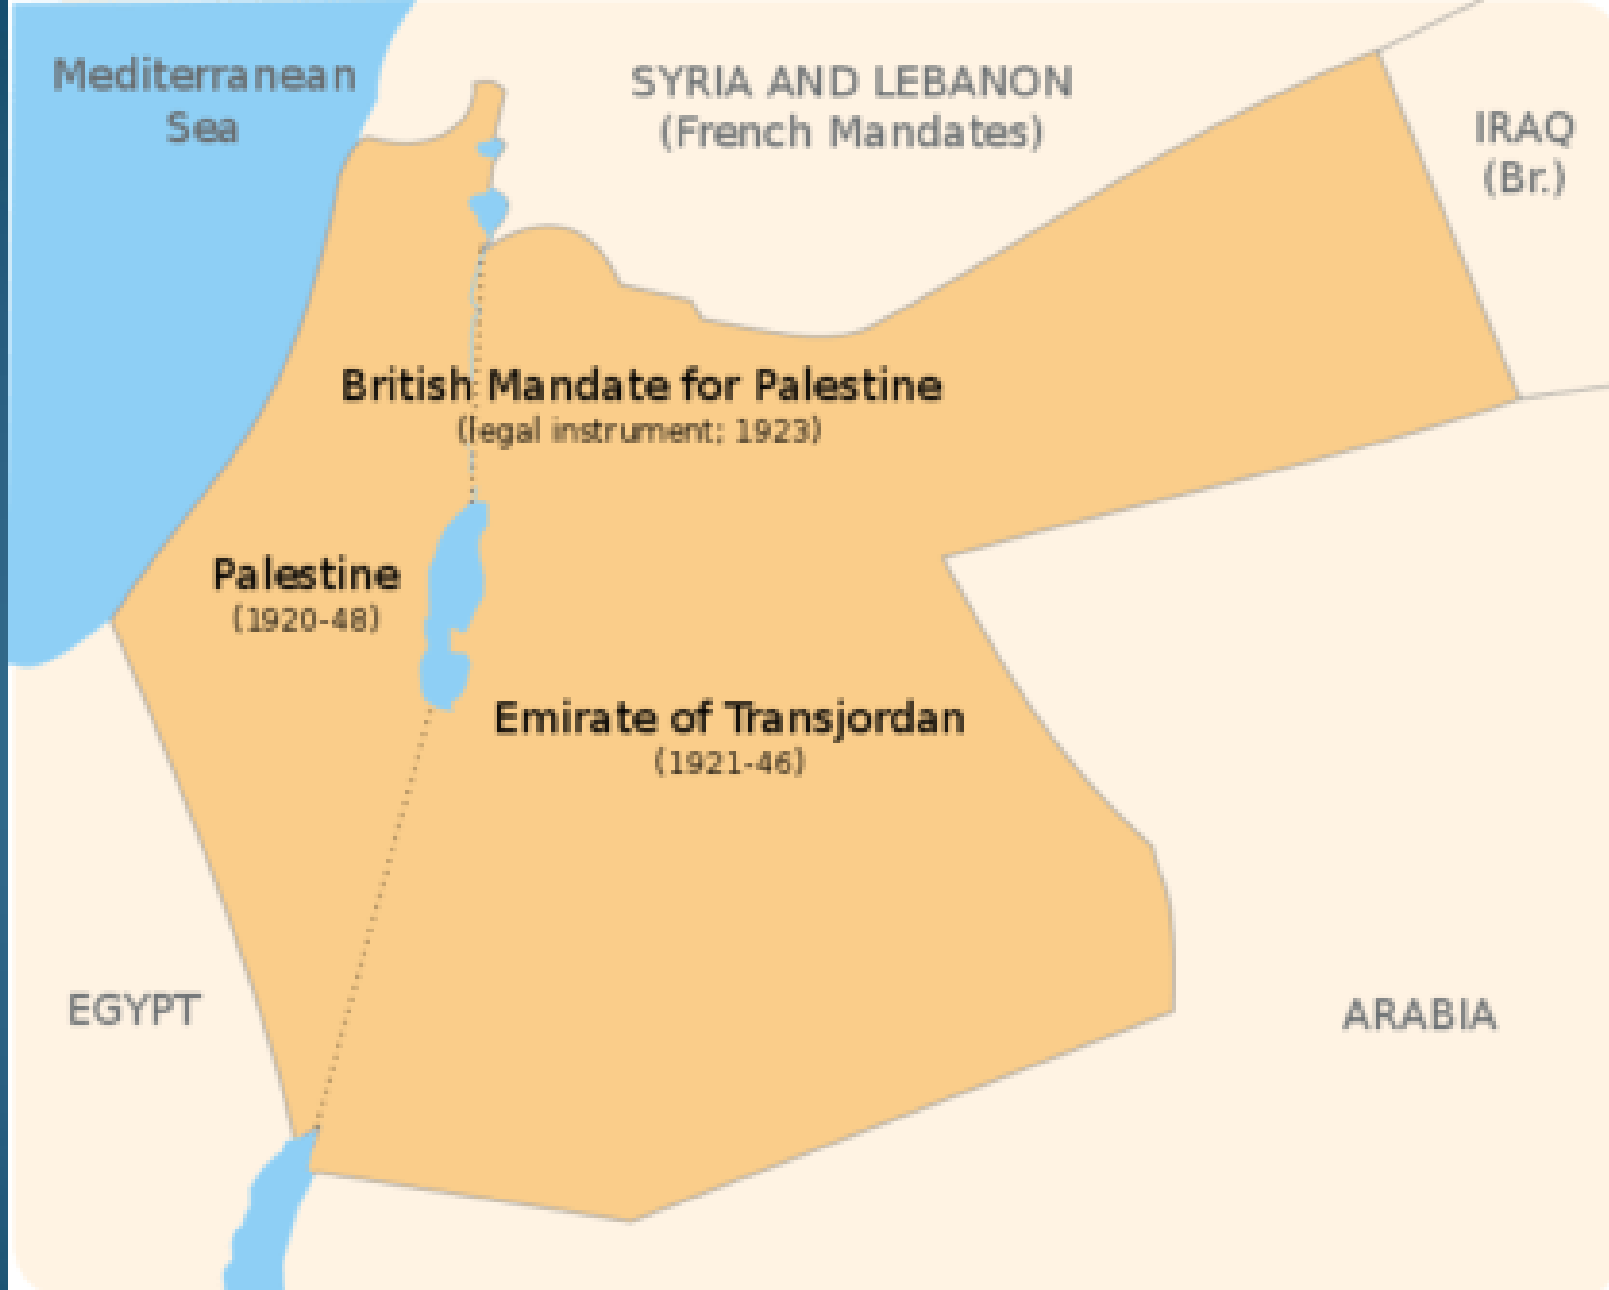 Mediterranean
Sea
SYRIA AND LEBANON
(French Mandates)
IRAQ
(Br.)
British Mandate for Palestine
(legal instrument; 1923)
Palestine
(1920-48)
Emirate of Transjordan
(1921-46)
EGYPT
ARABIA